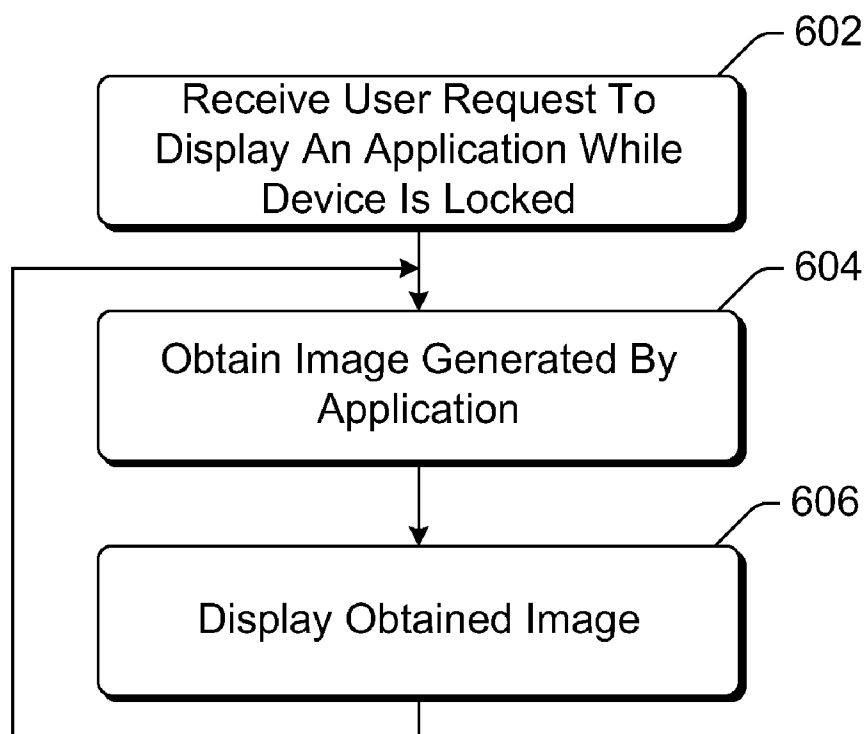 602
Receive User Request To
Display An Application While
Device Is Locked
604
Obtain Image Generated By
Application
606
Display Obtained Image